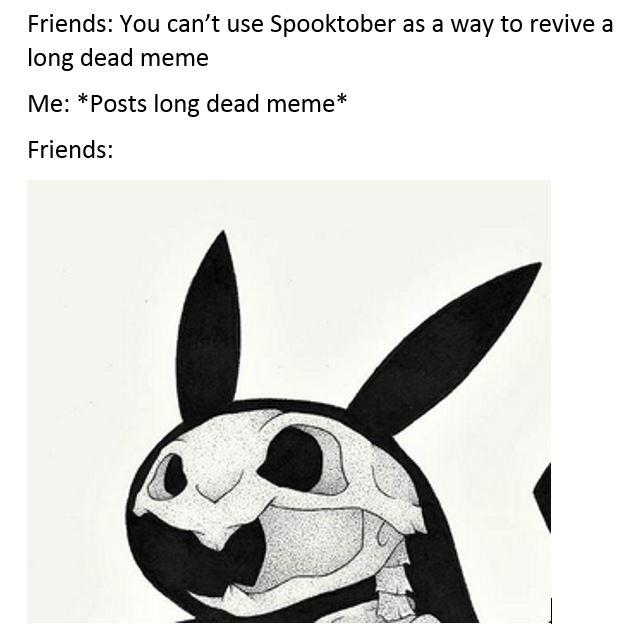 Friends: You can’t use Spooktober as a way to revive a
long dead meme
Me: *Posts long dead meme*
Friends: